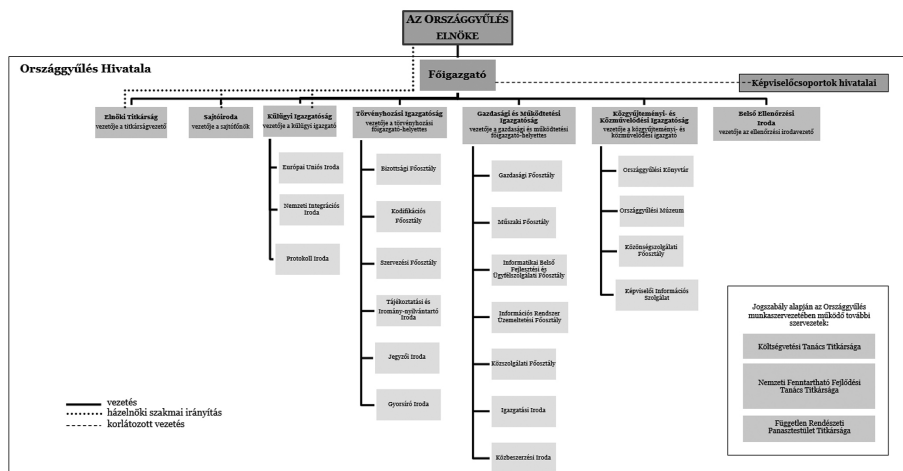 AZ ORSZÁGGYŰLÉS
ELNÖKE
Országgyűlés Hivatala
Főigazgató
Képviselőcsoportok hivatalai
Elnöki Titkárság
vezetője a titkárságvezető
Sajtóiroda
vezetője a sajtófőnök
Külügyi Igazgatóság
vezetője a külügyi igazgató
Európai Uniós Iroda
Nemzeti Integrációs
Iroda
Protokoll Iroda
Törvényhozási Igazgatóság
vezetője a törvényhozási
főigazgató-helyettes
Bizottsági Főosztály
Kodifikációs
Főosztály
Szervezési Főosztály
Tájékoztatási és
Iromány-nyilvántartó
Iroda
Jegyzői Iroda
Gyorsíró Iroda
Gazdasági és Működtetési
Igazgatóság
vezetője a gazdasági és működtetési
főigazgató-helyettes
Gazdasági Főosztály
Műszaki Főosztály
Informatikai Belső
Fejlesztési és
Ügyfélszolgálati Főosztály
Információs Rendszer
Üzemeltetési Főosztály
Közszolgálati Főosztály
Igazgatási Iroda
Közbeszerzési Iroda
Közgyűjteményi- és
Közművelődési Igazgatóság
vezetője a közgyűjteményi- és
közművelődési igazgató
Országgyűlési Könyvtár
Országgyűlési Múzeum
Közönségszolgálati
Főosztály
Képviselői Információs
Szolgálat
Belső Ellenőrzési
Iroda
vezetője az ellenőrzési irodavezető
Jogszabály alapján az Országgyűlés
munkaszervezetében működő további
szervezetek:
Költségvetési Tanács Titkársága
Nemzeti Fenntartható Fejlődési
Tanács Titkársága
Független Rendészeti
Panasztestület Titkársága
vezetés
házelnöki szakmai irányítás
korlátozott vezetés